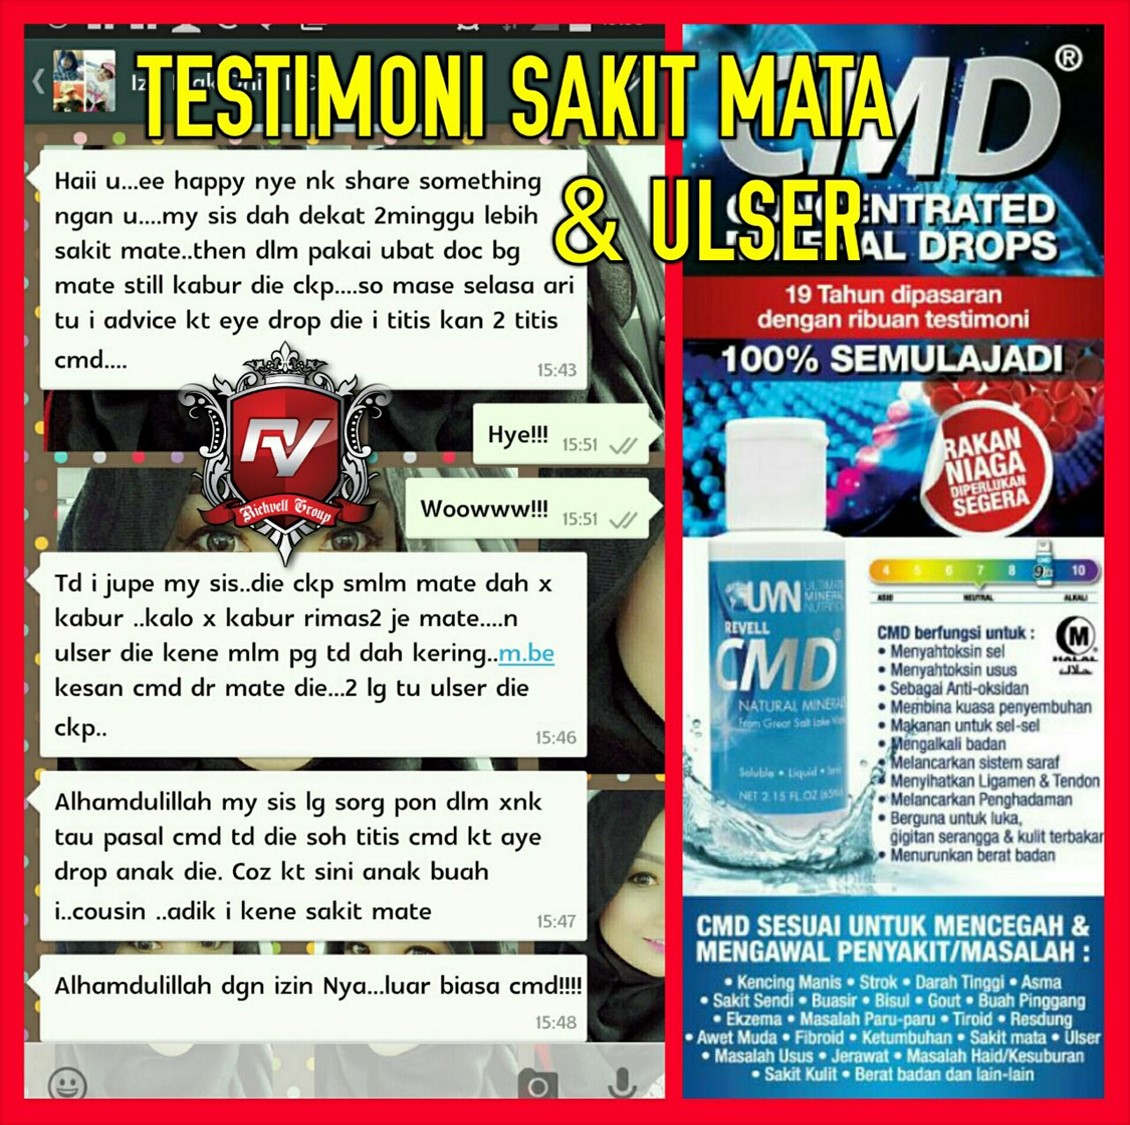 TESTIMONI SAKIT MATA
& ULSER
Haii u...ee happy nye nk share something
ngan u....my sis dah dekat 2minggu lebih
sakit mate..then dlm pakai ubat doc bg
mate still kabur die ckp....so mase selasa ari
tu i advice kt eye drop die i titis kan 2 titis
cmd....
15:43
Hye!!! 15:51
Woowww!!! 15:51
RV
Richvell Group
Td i jupe my sis..die ckp smlm mate dah x
kabur ..kalo x kabur rimas2 je mate....n
ulser die kene mlm pg td dah kering..m.be
kesan cmd dr mate die...2 lg tu ulser die
ckp..
15:46
Alhamdulillah my sis lg sorg pon dlm xnk
tau pasal cmd td die soh titis cmd kt aye
drop anak die. Coz kt sini anak buah
i..cousin ..adik i kene sakit mate
15:47
Alhamdulillah dgn izin Nya...luar biasa cmd!!!!
15:48
CMD®
DROPS
19 Tahun dipasaran
dengan ribuan testimoni
100% SEMULAJADI
RAKAN
NIAGA
DIPERLUKAN
SEGERA
4 5 6 7 8 10
ASID NEUTRAL ALKALI
UMN ULTIMATE
MINERAL
NUTRITION
REVELL
CMD®
NATURAL MINERAL
From Great Salt Lake
Soluble • Liquid •
NET 2.15 FL.OZ.
HALAL
CMD berfungsi untuk :
• Menyahtoksin sel
• Menyahtoksin usus
• Sebagai Anti-oksidan
• Membina kuasa penyembuhan
• Makanan untuk sel-sel
• Mengalkali badan
• Melancarkan sistem saraf
• Menyihatkan Ligamen & Tendon
• Melancarkan Penghadaman
• Berguna untuk luka,
gigitan serangga & kulit terbakar
• Menurunkan berat badan
CMD SESUAI UNTUK MENCEGAH &
MENGAWAL PENYAKIT/MASALAH :
• Kencing Manis • Strok • Darah Tinggi • Asma
• Sakit Sendi • Buasir • Bisul • Gout • Buah Pinggang
• Ekzema • Masalah Paru-paru • Tiroid • Resdung
• Awet Muda • Fibroid • Ketumbuhan • Sakit mata • Ulser
• Masalah Usus • Jerawat • Masalah Haid/Kesuburan
• Sakit Kulit • Berat badan dan lain-lain